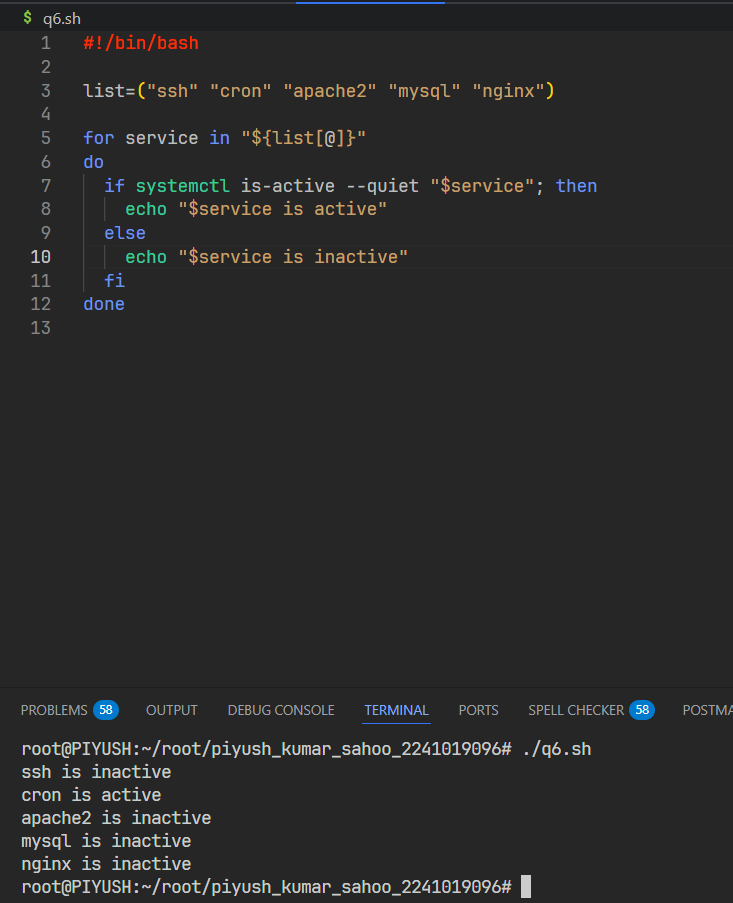 $ q6.sh
1 #!/bin/bash
2
3 list=("ssh" "cron" "apache2" "mysql" "nginx")
4
5 for service in "${list[@]}"
6 do
7   if systemctl is-active --quiet "$service"; then
8     echo "$service is active"
9   else
10     echo "$service is inactive"
11   fi
12 done
13
PROBLEMS 58 OUTPUT DEBUG CONSOLE TERMINAL PORTS SPELL CHECKER 58 POSTMA
root@PIYUSH:~/root/piyush_kumar_sahoo_2241019096# ./q6.sh
ssh is inactive
cron is active
apache2 is inactive
mysql is inactive
nginx is inactive
root@PIYUSH:~/root/piyush_kumar_sahoo_2241019096#